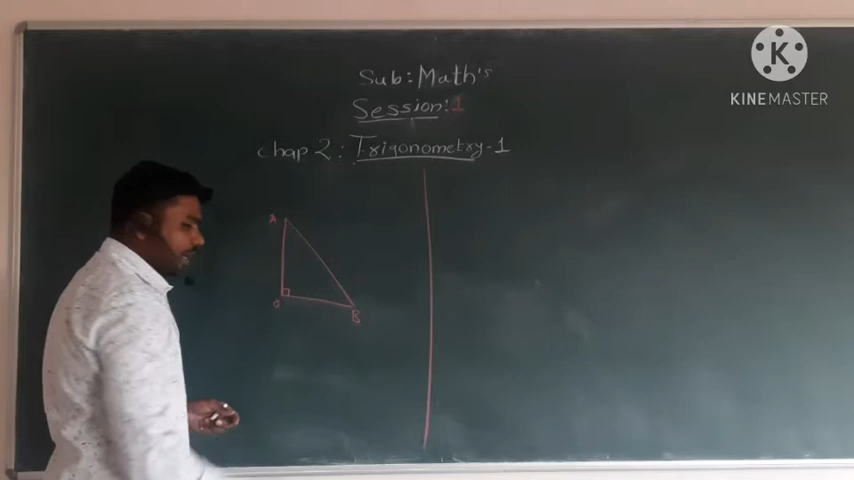 Sub: Math's
Session: 1
chap 2: Trigonometry-1
A
O
B
K
KINEMASTER